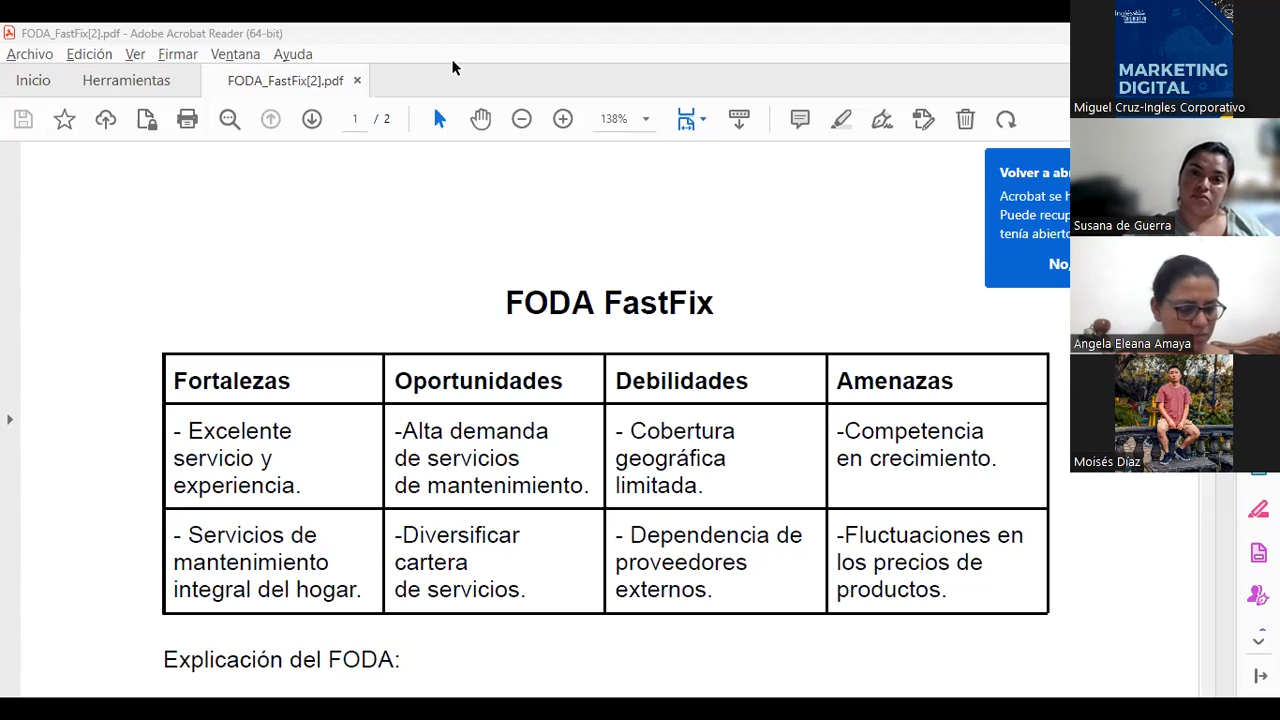 FODA_FastFix[2].pdf - Adobe Acrobat Reader (64-bit)
Archivo Edición Ver Firmar Ventana Ayuda
Inicio Herramientas FODA_FastFix[2].pdf ×
1 / 2 138%
Volver a ab
Acrobat se h
Puede recup
tenía abierto
No,
FODA FastFix
Fortalezas Oportunidades Debilidades Amenazas
- Excelente
servicio y
experiencia.
-Alta demanda
de servicios
de mantenimiento.
- Cobertura
geográfica
limitada.
-Competencia
en crecimiento.
- Servicios de
mantenimiento
integral del hogar.
-Diversificar
cartera
de servicios.
- Dependencia de
proveedores
externos.
-Fluctuaciones en
los precios de
productos.
Explicación del FODA:
MARKETING
DIGITAL
Miguel Cruz-Ingles Corporativo
Susana de Guerra
Angela Eleana Amaya
Moisés Díaz